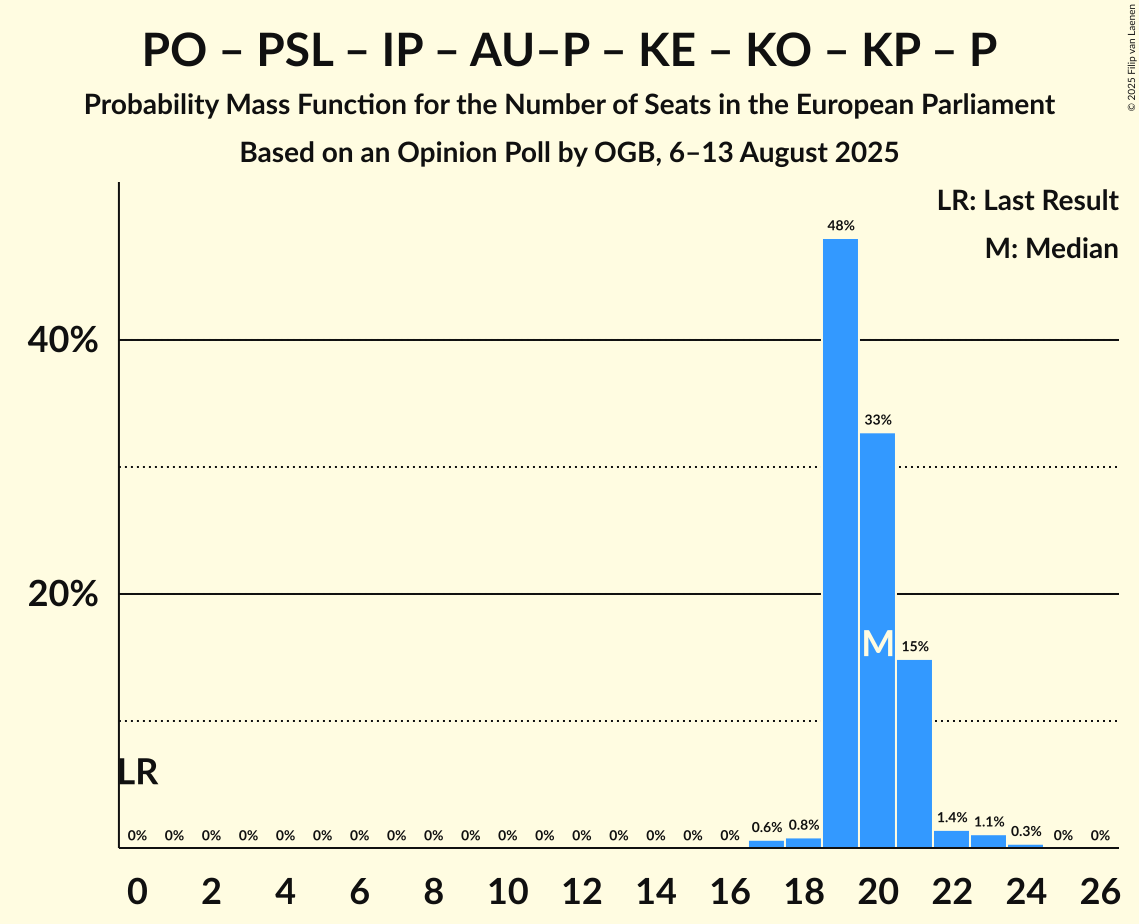 PO – PSL – IP – AU–P – KE – KO – KP – P
Probability Mass Function for the Number of Seats in the European Parliament
Based on an Opinion Poll by OGB, 6–13 August 2025
© 2025 Filip van Laenen
LR: Last Result
M: Median
48%
40%
33%
20%
M
15%
LR
0% 0% 0% 0% 0% 0% 0% 0% 0% 0% 0% 0% 0% 0% 0% 0% 0% 0.6% 0.8% 1.4% 1.1% 0.3% 0% 0%
0 2 4 6 8 10 12 14 16 18 20 22 24 26